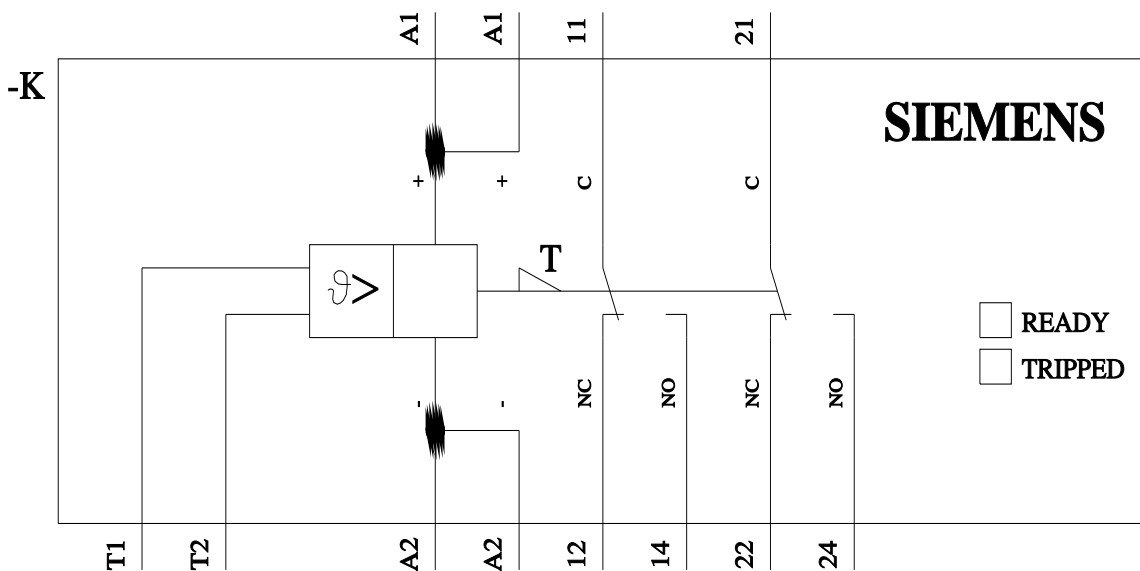 A1 A1 11 21
-K
SIEMENS
+ + C C
T
ϑ>
READY
TRIPPED
- - NC NO NC NO
T1 T2 A2 A2 12 14 22 24